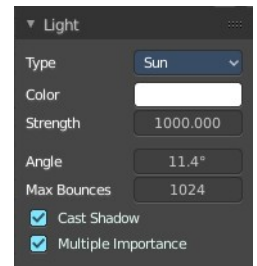 Light
Type Sun
Color
Strength 1000.000
Angle 11.4°
Max Bounces 1024
Cast Shadow
Multiple Importance